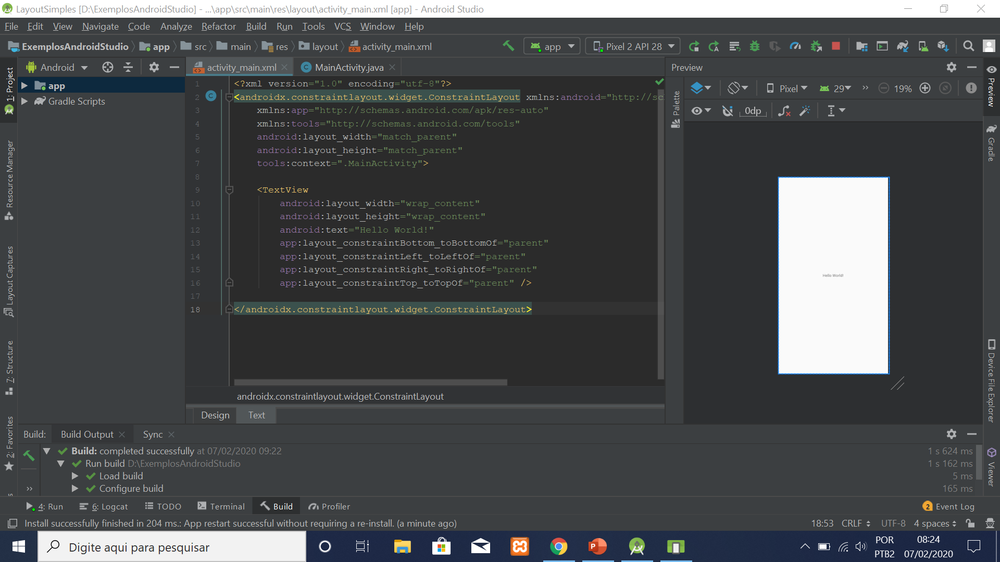 LayoutSimples [D:\ExemplosAndroidStudio] - ...\app\src\main\res\layout\activity_main.xml [app] - Android Studio
File Edit View Navigate Code Analyze Refactor Build Run Tools VCS Window Help
ExemplosAndroidStudio app src main res layout activity_main.xml app Pixel 2 API 28
Android activity_main.xml MainActivity.java Preview
1: Project
Resource Manager
Layout Captures
7: Structure
2: Favorites
app
Gradle Scripts
1 <?xml version="1.0" encoding="utf-8"?>
2 <androidx.constraintlayout.widget.ConstraintLayout xmlns:android="http://sc
3 xmlns:app="http://schemas.android.com/apk/res-auto"
4 xmlns:tools="http://schemas.android.com/tools"
5 android:layout_width="match_parent"
6 android:layout_height="match_parent"
7 tools:context=".MainActivity">
8
9 <TextView
10 android:layout_width="wrap_content"
11 android:layout_height="wrap_content"
12 android:text="Hello World!"
13 app:layout_constraintBottom_toBottomOf="parent"
14 app:layout_constraintLeft_toLeftOf="parent"
15 app:layout_constraintRight_toRightOf="parent"
16 app:layout_constraintTop_toTopOf="parent" />
17
18 </androidx.constraintlayout.widget.ConstraintLayout>
androidx.constraintlayout.widget.ConstraintLayout
Design Text
Palette
Pixel 29 19%
0dp
Hello World!
Preview
Gradle
Device File Explorer
Viewer
Build: Build Output Sync
Build: completed successfully at 07/02/2020 09:22 1 s 624 ms
Run build D:\ExemplosAndroidStudio 1 s 162 ms
Load build 5 ms
Configure build 165 ms
4: Run 6: Logcat TODO Terminal Build Profiler 2 Event Log
Install successfully finished in 204 ms.: App restart successful without requiring a re-install. (a minute ago) 18:53 CRLF UTF-8 4 spaces
Digite aqui para pesquisar
POR
PTB2
08:24
07/02/2020